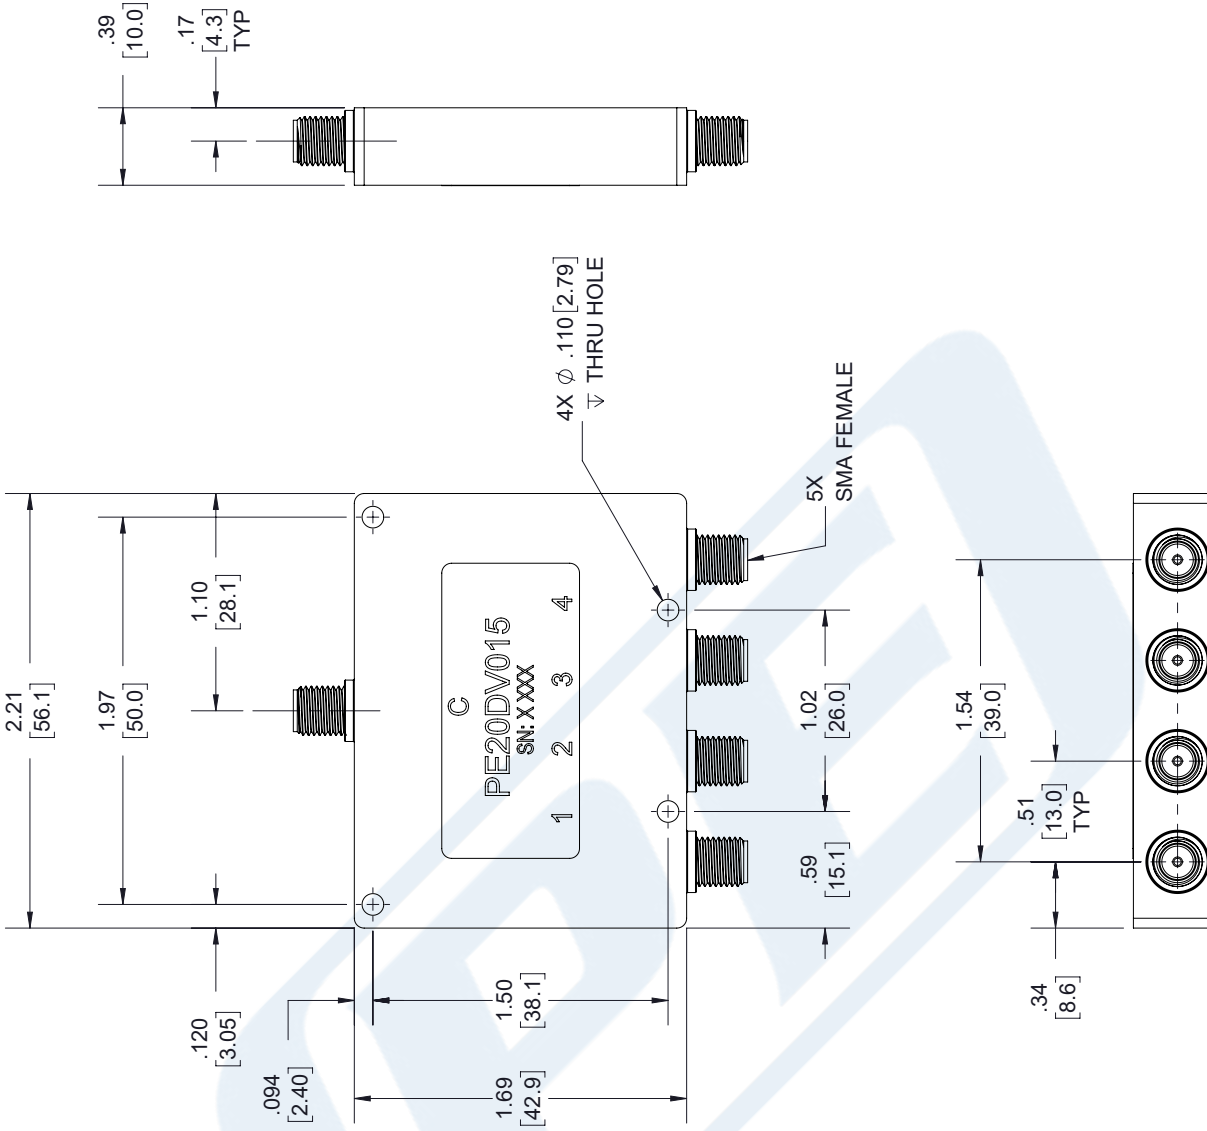 .39
[10.0]
.17
[4.3]
TYP
4X ⌀ .110 [2.79]
↧ THRU HOLE
5X
SMA FEMALE
2.21
[56.1]
1.97
[50.0]
1.10
[28.1]
C
PE20DV015
SN: XXXX
1 2 3 4
1.02
[26.0]
.59
[15.1]
1.54
[39.0]
.51
[13.0]
TYP
.34
[8.6]
.120
[3.05]
.094
[2.40]
1.50
[38.1]
1.69
[42.9]
PE